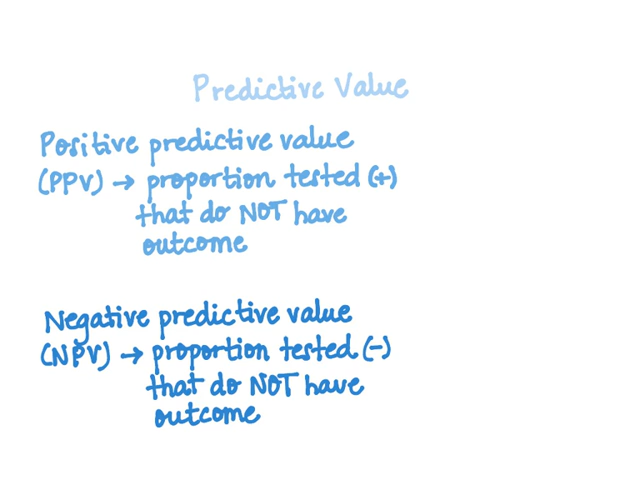 Predictive Value
Positive predictive value
(PPV) → proportion tested (+)
that do NOT have
outcome
Negative predictive value
(NPV) → proportion tested (-)
that do NOT have
outcome